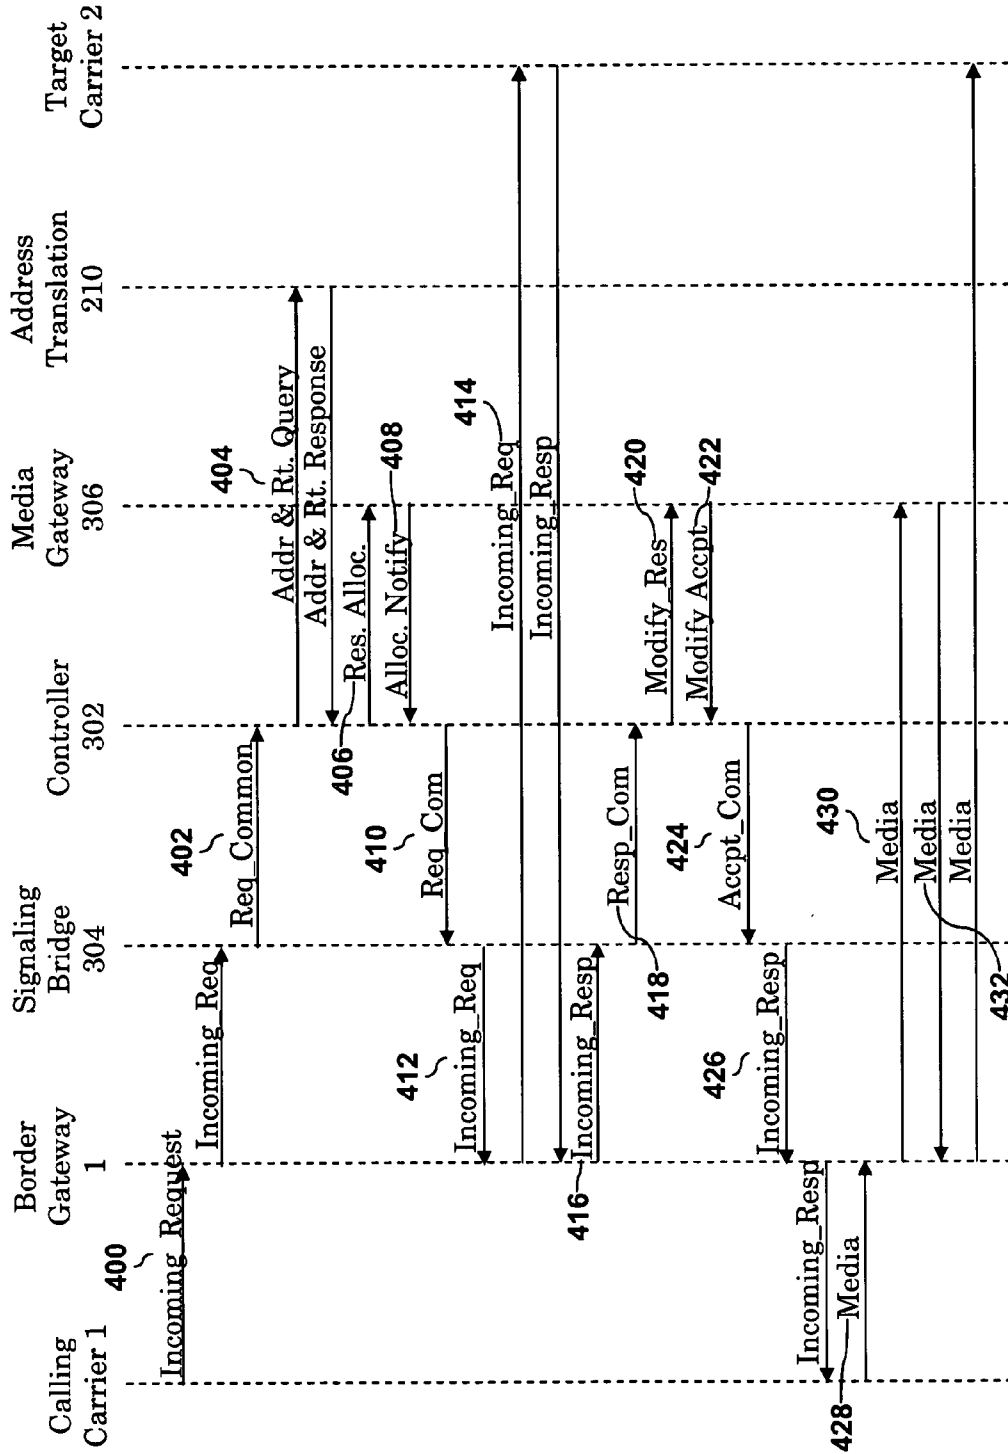 Calling
Carrier 1
Border
Gateway
1
Signaling
Bridge
304
Controller
302
Media
Gateway
306
Address
Translation
210
Target
Carrier 2
400
Incoming_Request
Incoming_Req
402
Req_Common
404
Addr & Rt. Query
Addr & Rt. Response
406
Res. Alloc.
408
Alloc. Notify
410
Req_Com
412
Incoming_Req
414
Incoming_Req
Incoming_Resp
416
Incoming_Resp
418
Resp_Com
420
Modify_Res
422
Modify Accpt
424
Accpt_Com
426
Incoming_Resp
Incoming_Resp
428
Media
430
Media
432
Media
Media